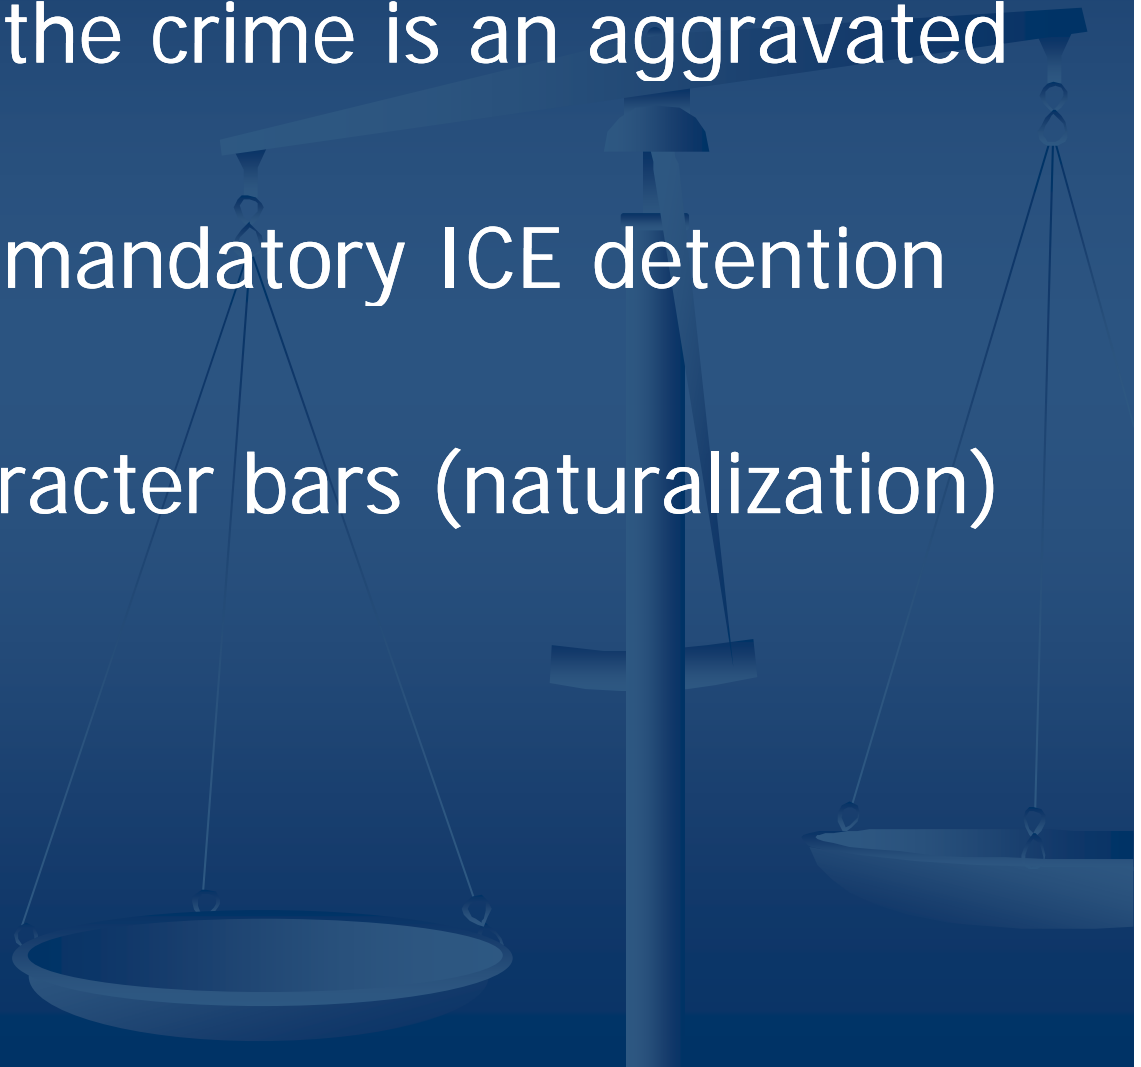 the crime is an aggravated
mandatory ICE detention
racter bars (naturalization)